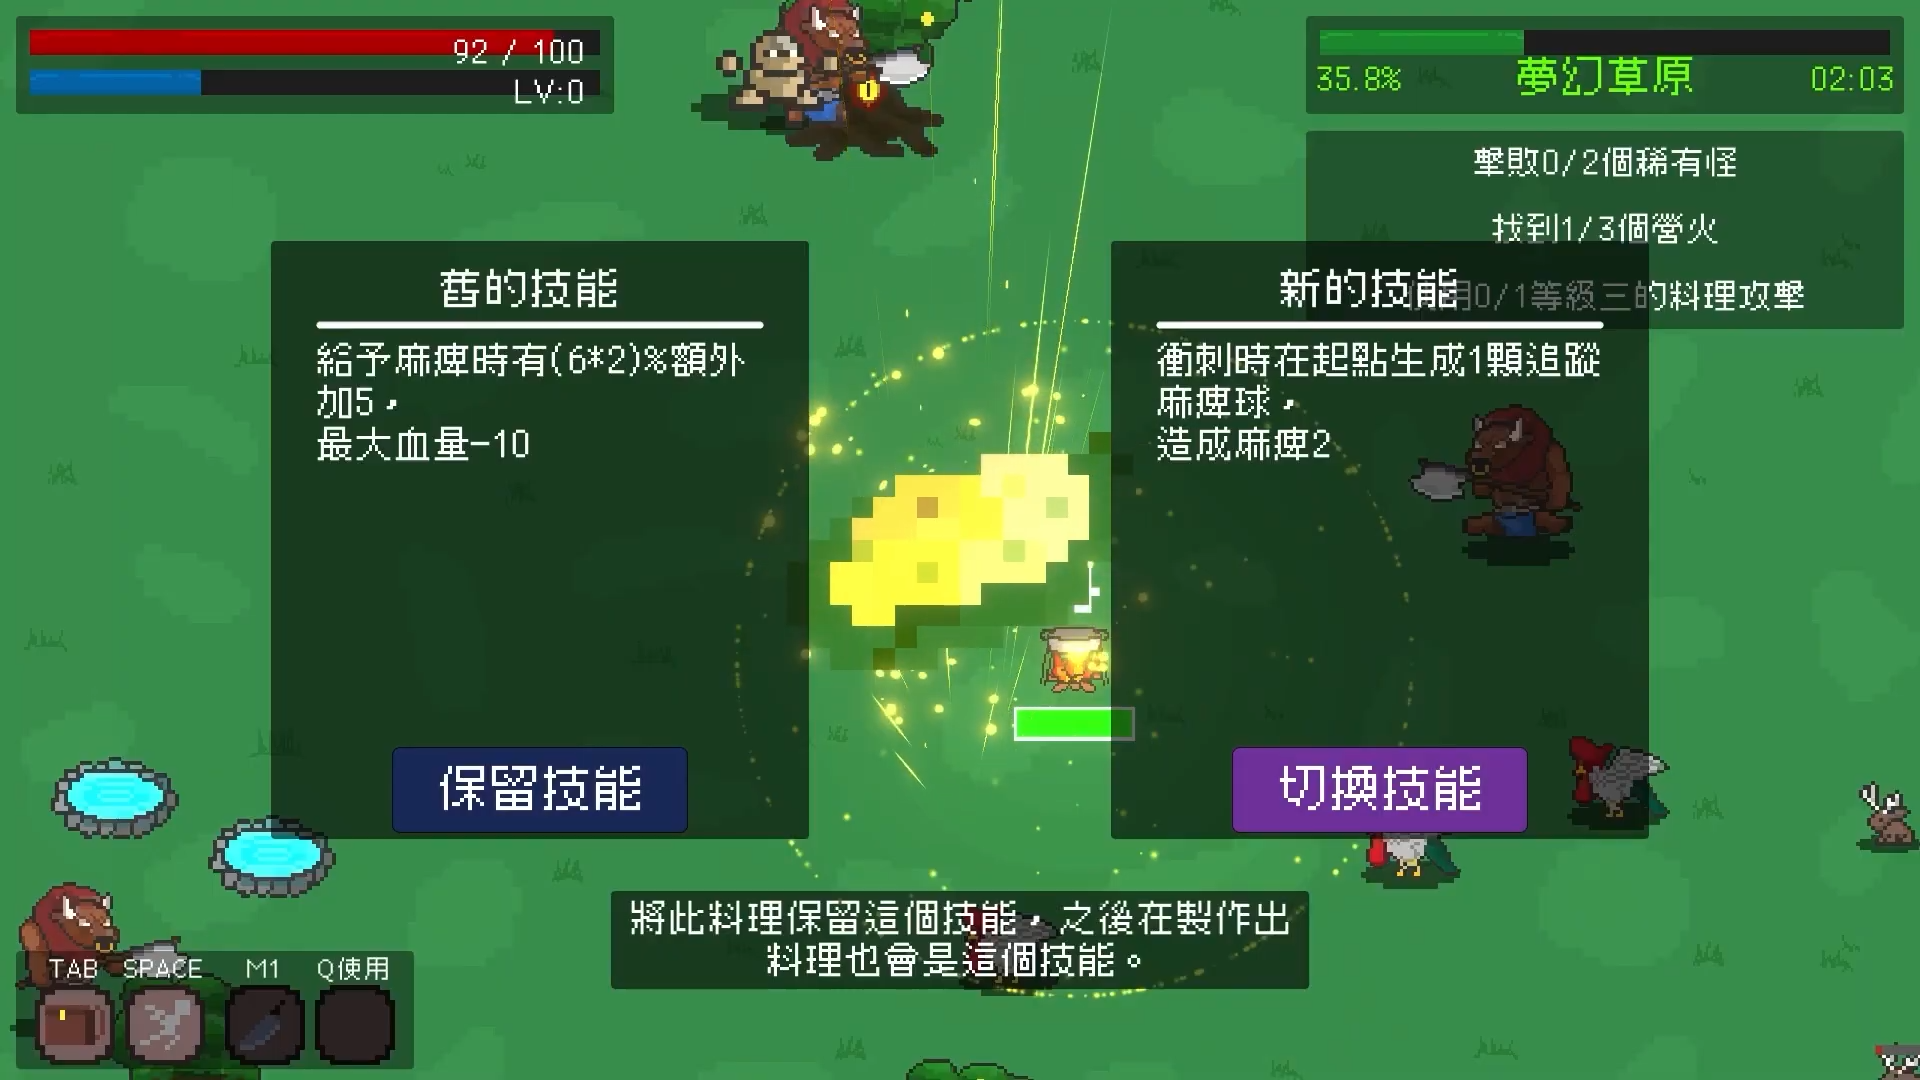 92 / 100
LV:0
35.8%
夢幻草原
02:03
擊敗0/2個稀有怪
找到1/3個營火
使用0/1等級三的料理攻擊
舊的技能
給予麻痺時有(6*2)%額外
加5，
最大血量-10
保留技能
新的技能
衝刺時在起點生成1顆追蹤
麻痺球，
造成麻痺2
切換技能
將此料理保留這個技能，之後在製作出
料理也會是這個技能。
TAB
SPACE
M1
Q使用